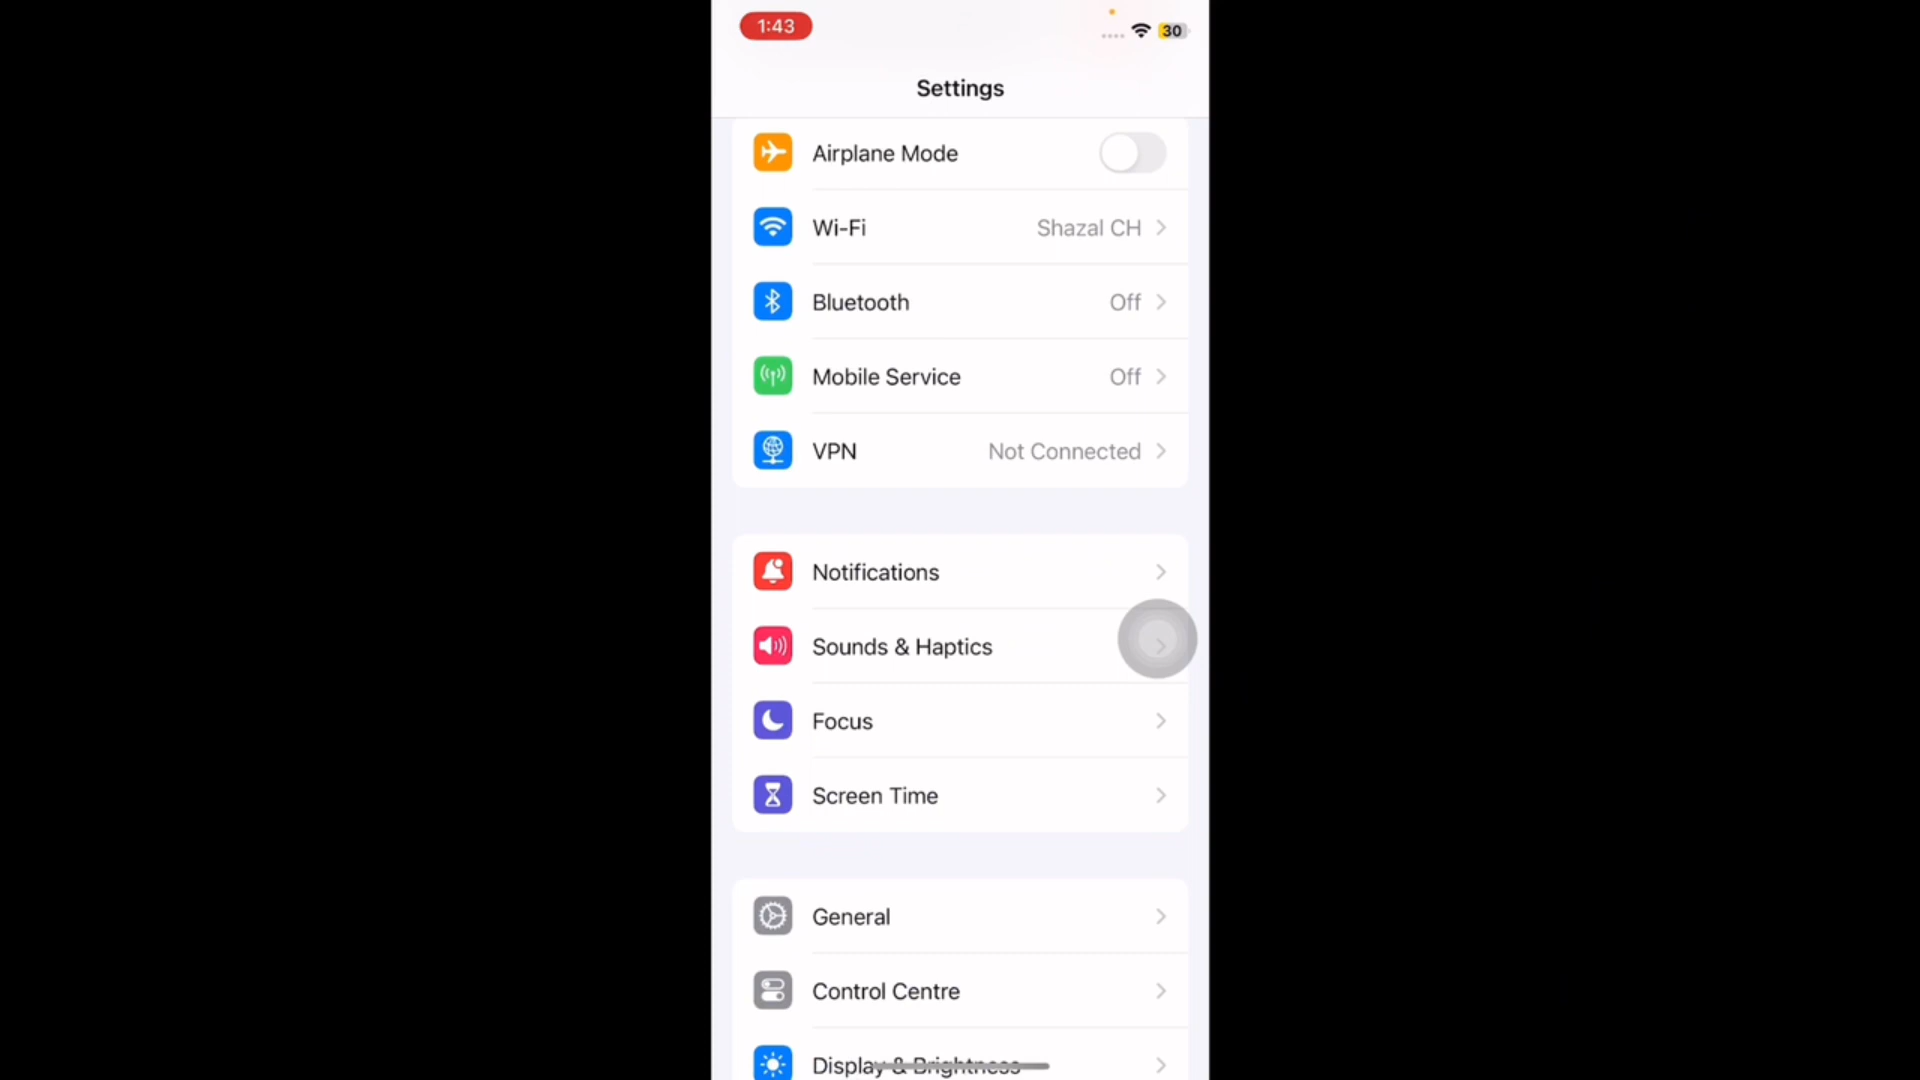 1:43
30
Settings
Airplane Mode
Wi-Fi Shazal CH
Bluetooth Off
Mobile Service Off
VPN Not Connected
Notifications
Sounds & Haptics
Focus
Screen Time
General
Control Centre
Display & Brightness